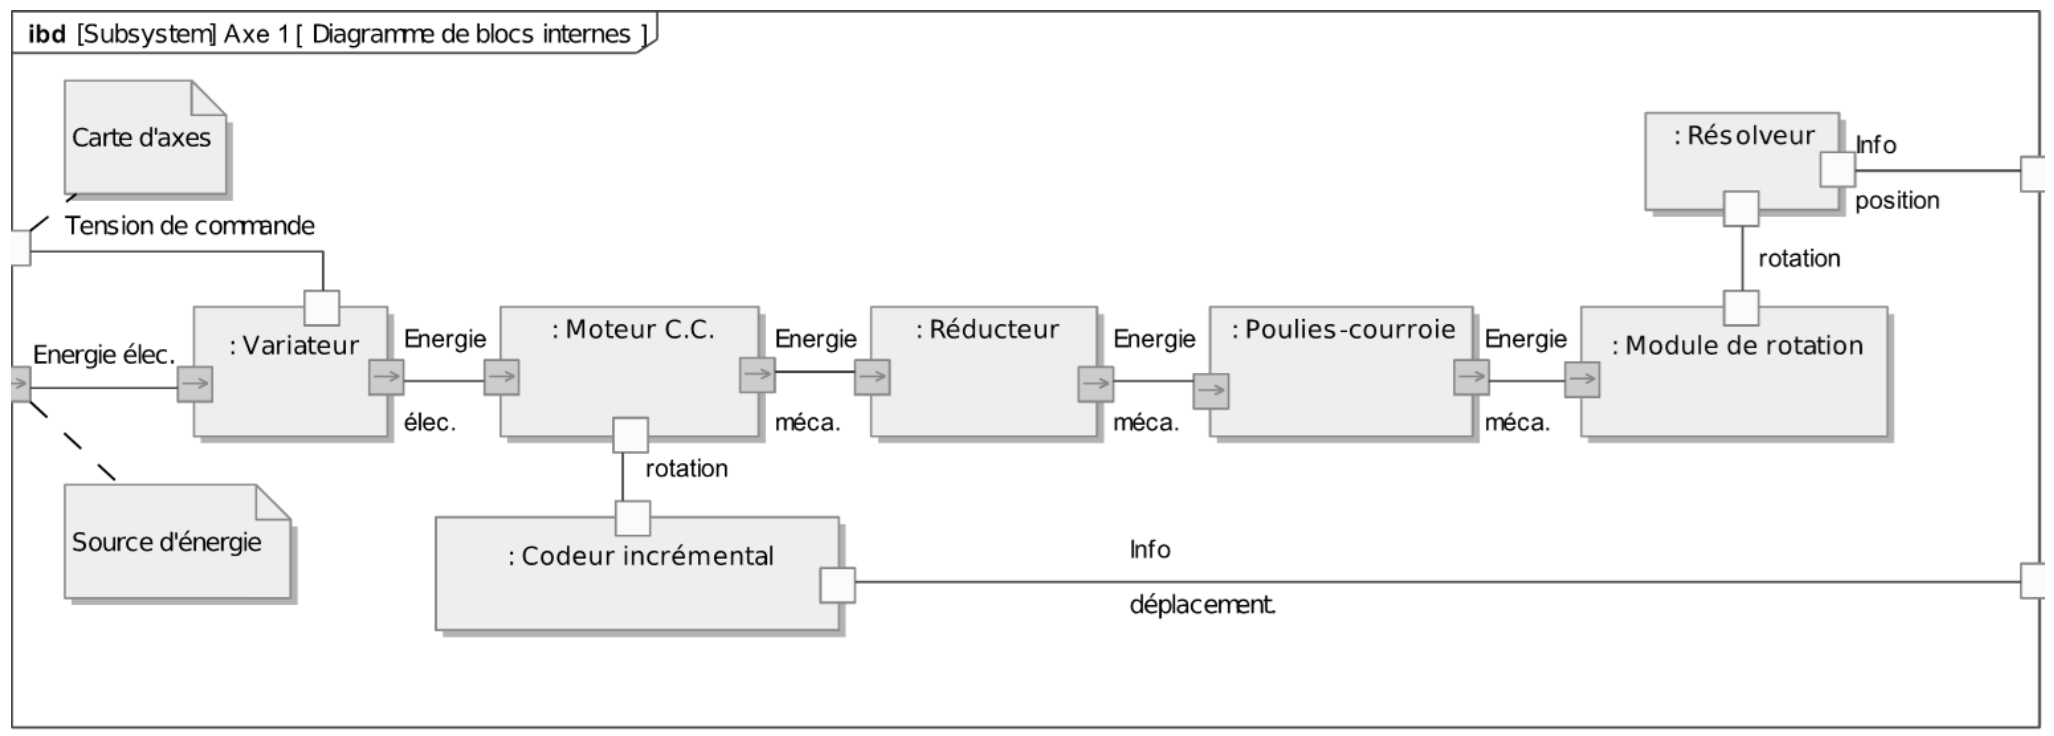 ibd [Subsystem] Axe 1 [ Diagramme de blocs internes ]
Carte d'axes
Tension de commande
: Résolveur
Info
position
rotation
Energie élec.
: Variateur
Energie
élec.
: Moteur C.C.
Energie
méca.
: Réducteur
Energie
méca.
: Poulies-courroie
Energie
méca.
: Module de rotation
rotation
Source d'énergie
: Codeur incrémental
Info
déplacement.